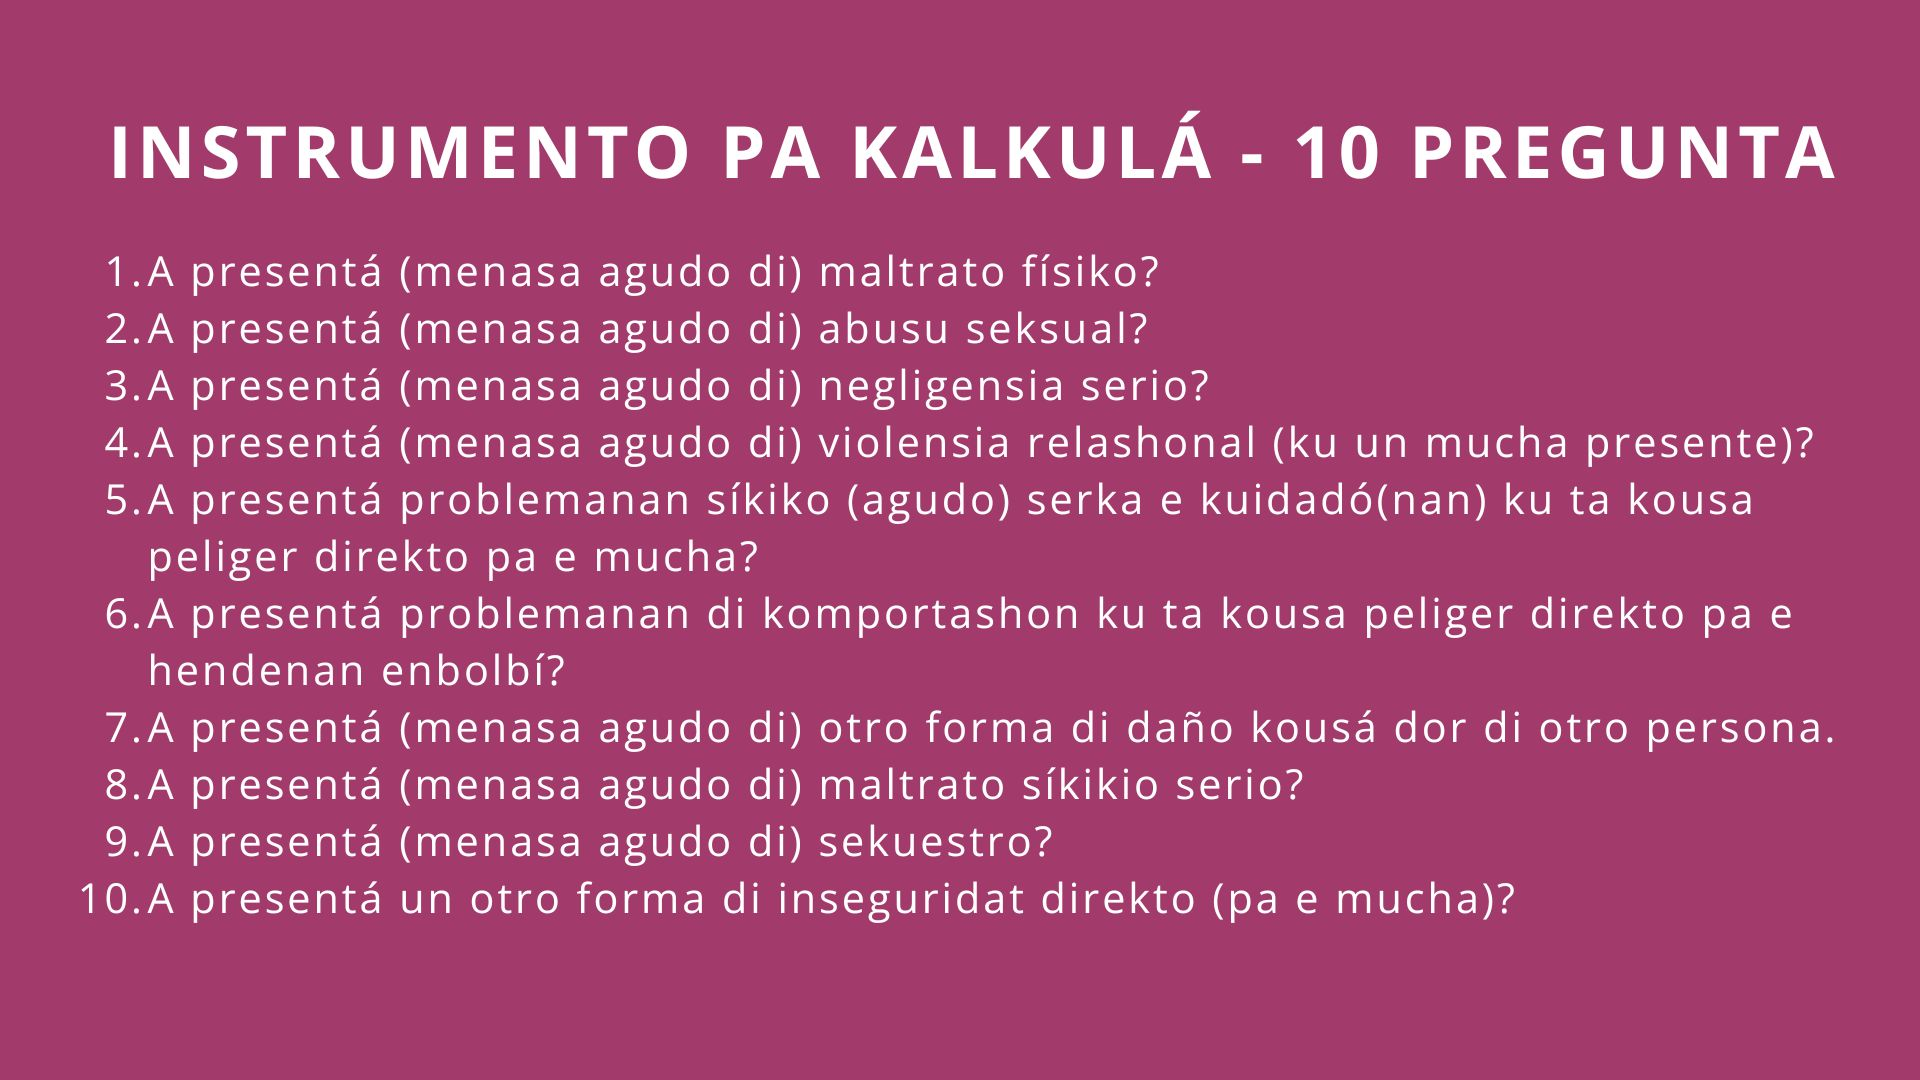 INSTRUMENTO PA KALKULÁ - 10 PREGUNTA
1. A presentá (menasa agudo di) maltrato físiko?
2. A presentá (menasa agudo di) abusu seksual?
3. A presentá (menasa agudo di) negligensia serio?
4. A presentá (menasa agudo di) violensia relashonal (ku un mucha presente)?
5. A presentá problemanan síkiko (agudo) serka e kuidadó(nan) ku ta kousa
peliger direkto pa e mucha?
6. A presentá problemanan di komportashon ku ta kousa peliger direkto pa e
hendenan enbolbí?
7. A presentá (menasa agudo di) otro forma di daño kousá dor di otro persona.
8. A presentá (menasa agudo di) maltrato síkikio serio?
9. A presentá (menasa agudo di) sekuestro?
10. A presentá un otro forma di inseguridat direkto (pa e mucha)?